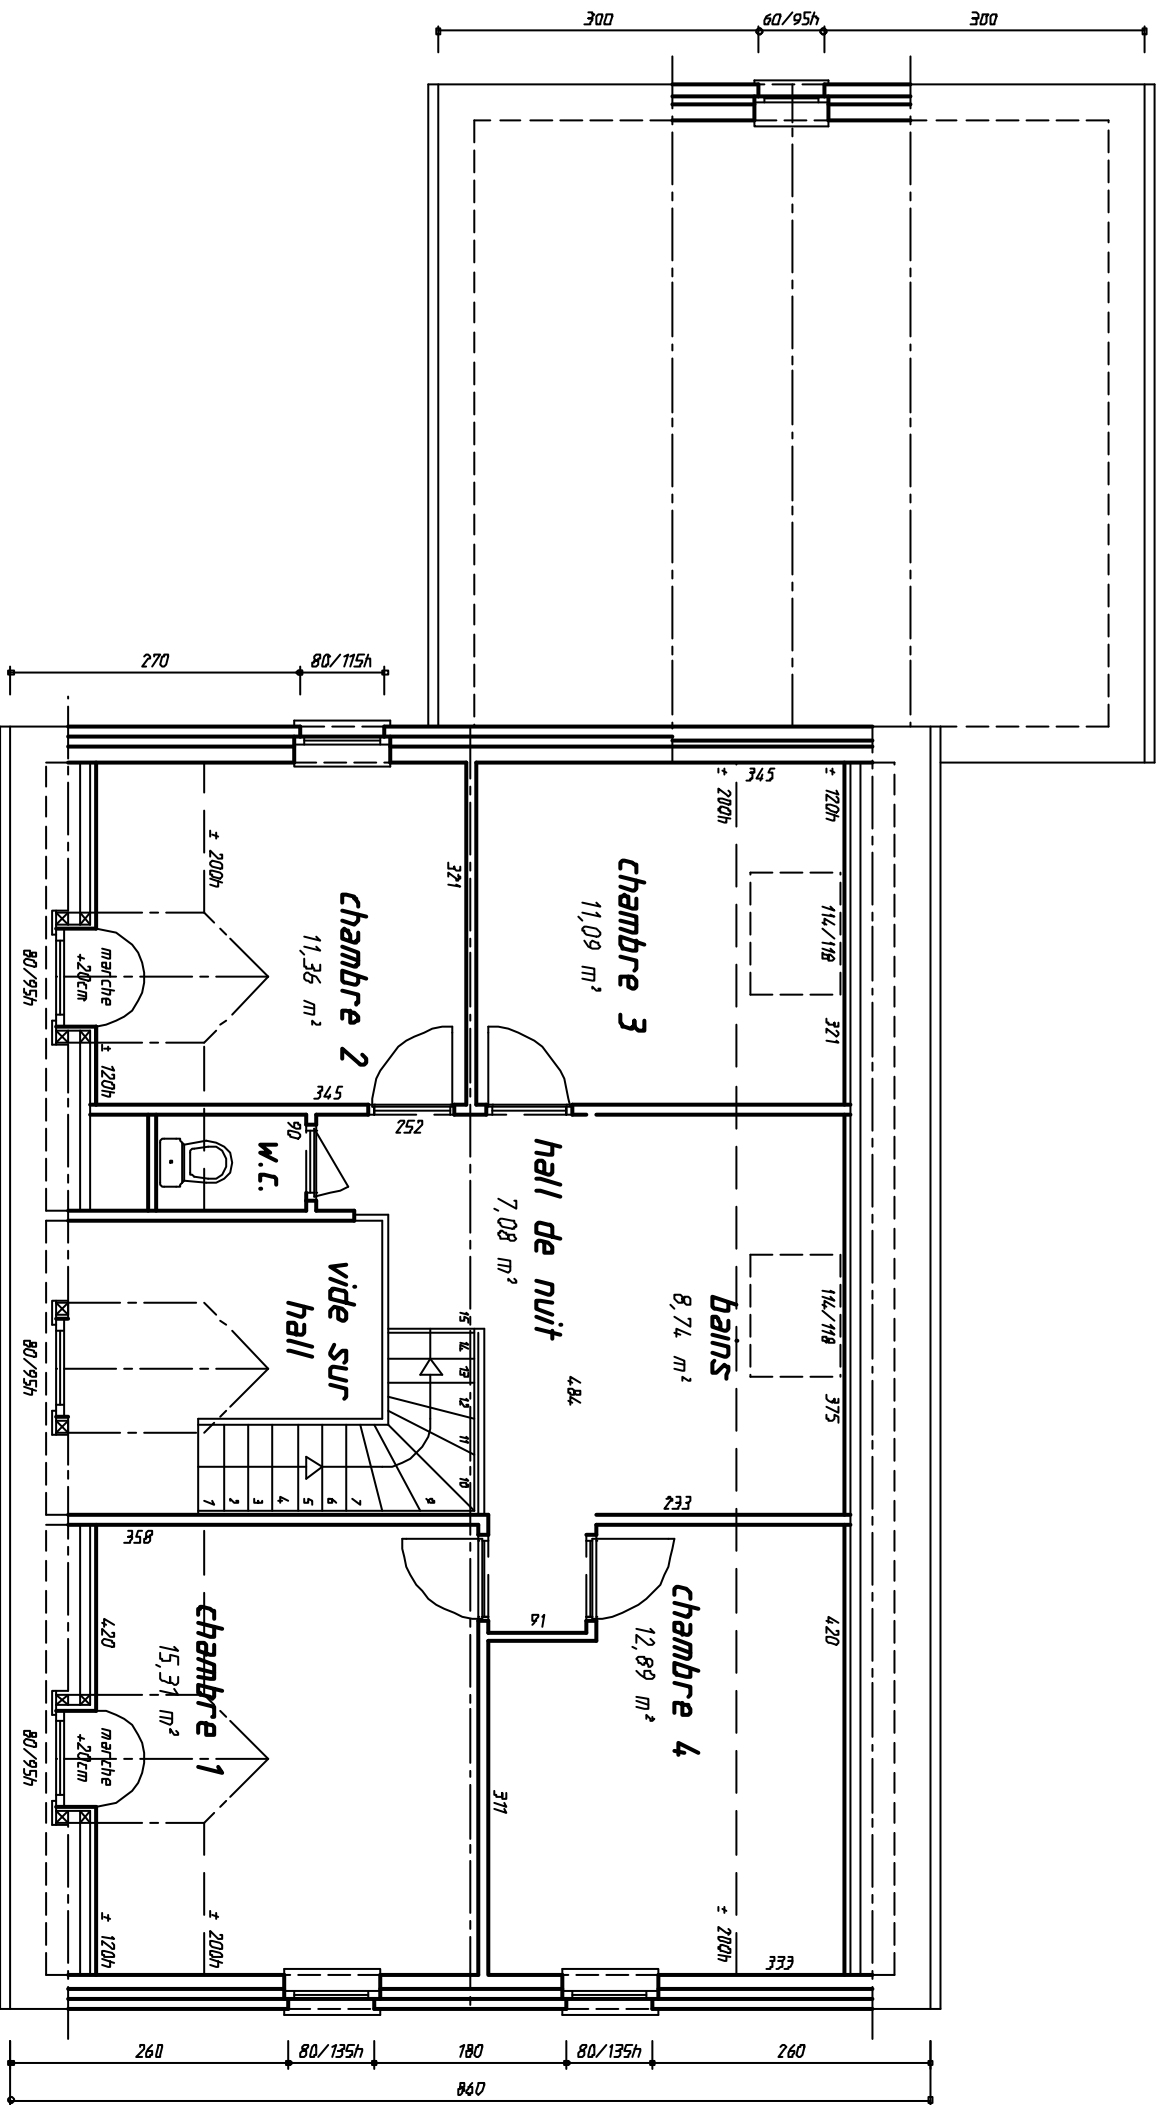 300
60/95h
300
270
80/115h
345
± 120h
± 200h
± 200h
321
chambre 3
11,09 m²
114/118
321
chambre 2
11,36 m²
marche
+20cm
80/95h
± 120h
345
252
90
w.c.
hall de nuit
7,08 m²
bains
8,74 m²
114/118
375
484
vide sur
hall
80/95h
15
14
13
12
11
10
9
7
6
5
4
3
2
1
233
358
420
chambre 1
15,31 m²
marche
+20cm
80/95h
91
chambre 4
12,89 m²
420
311
± 120h
± 200h
± 200h
333
260
80/135h
180
80/135h
260
860